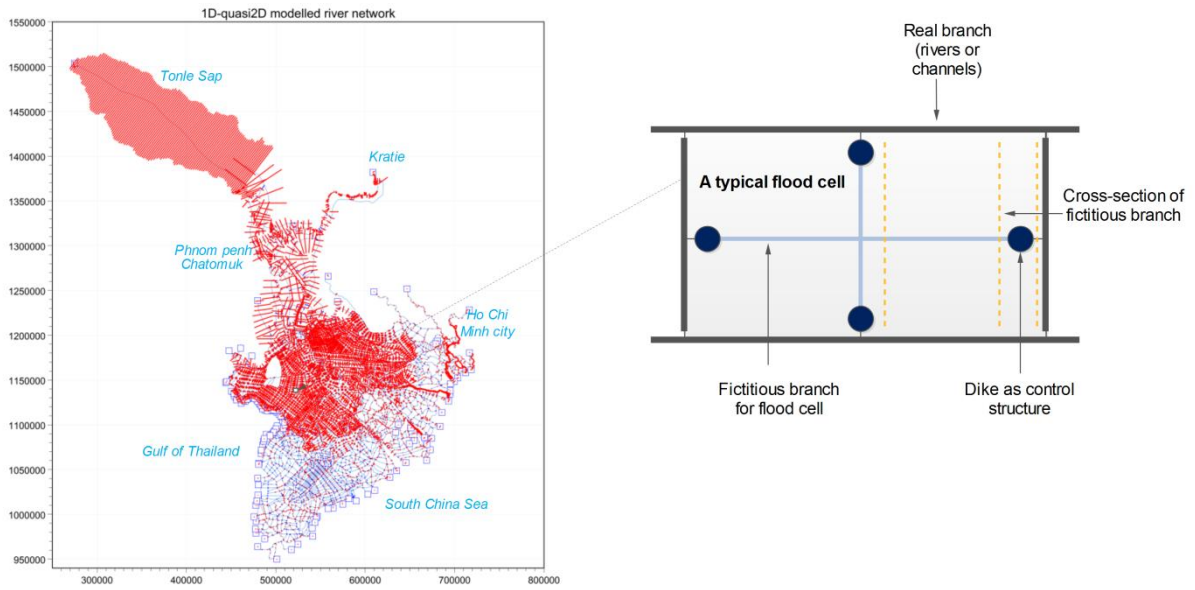 1D-quasi2D modelled river network
1550000
1500000
1450000
1400000
1350000
1300000
1250000
1200000
1150000
1100000
1050000
1000000
950000
300000
400000
500000
600000
700000
800000
Tonle Sap
Kratie
Phnom penh
Chatomuk
Ho Chi
Minh city
Gulf of Thailand
South China Sea
Real branch
(rivers or
channels)
A typical flood cell
Cross-section of
fictitious branch
Fictitious branch
for flood cell
Dike as control
structure